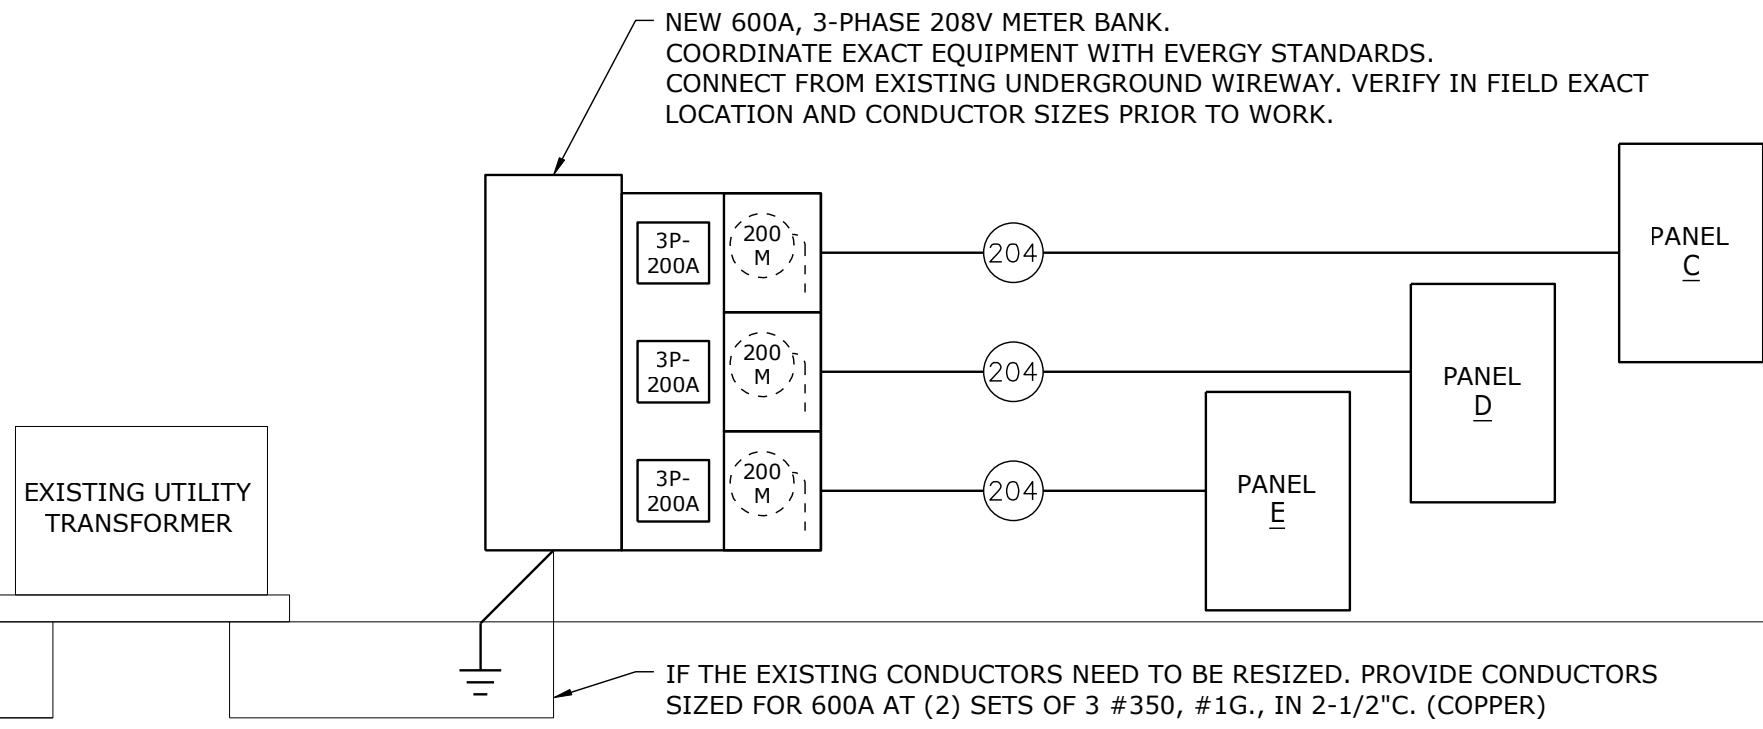 NEW 600A, 3-PHASE 208V METER BANK.
COORDINATE EXACT EQUIPMENT WITH EVERGY STANDARDS.
CONNECT FROM EXISTING UNDERGROUND WIREWAY. VERIFY IN FIELD EXACT
LOCATION AND CONDUCTOR SIZES PRIOR TO WORK.
3P-
200A
200
M
204
PANEL
C
3P-
200A
200
M
204
PANEL
D
3P-
200A
200
M
204
PANEL
E
EXISTING UTILITY
TRANSFORMER
IF THE EXISTING CONDUCTORS NEED TO BE RESIZED. PROVIDE CONDUCTORS
SIZED FOR 600A AT (2) SETS OF 3 #350, #1G., IN 2-1/2"C. (COPPER)